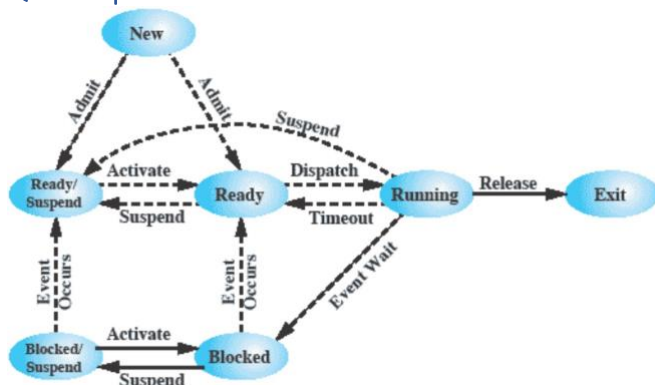 New
Admit
Admit
Suspend
Ready/
Suspend
Activate
Suspend
Ready
Dispatch
Timeout
Running
Release
Exit
Event
Occurs
Event
Occurs
Event Wait
Blocked/
Suspend
Activate
Suspend
Blocked